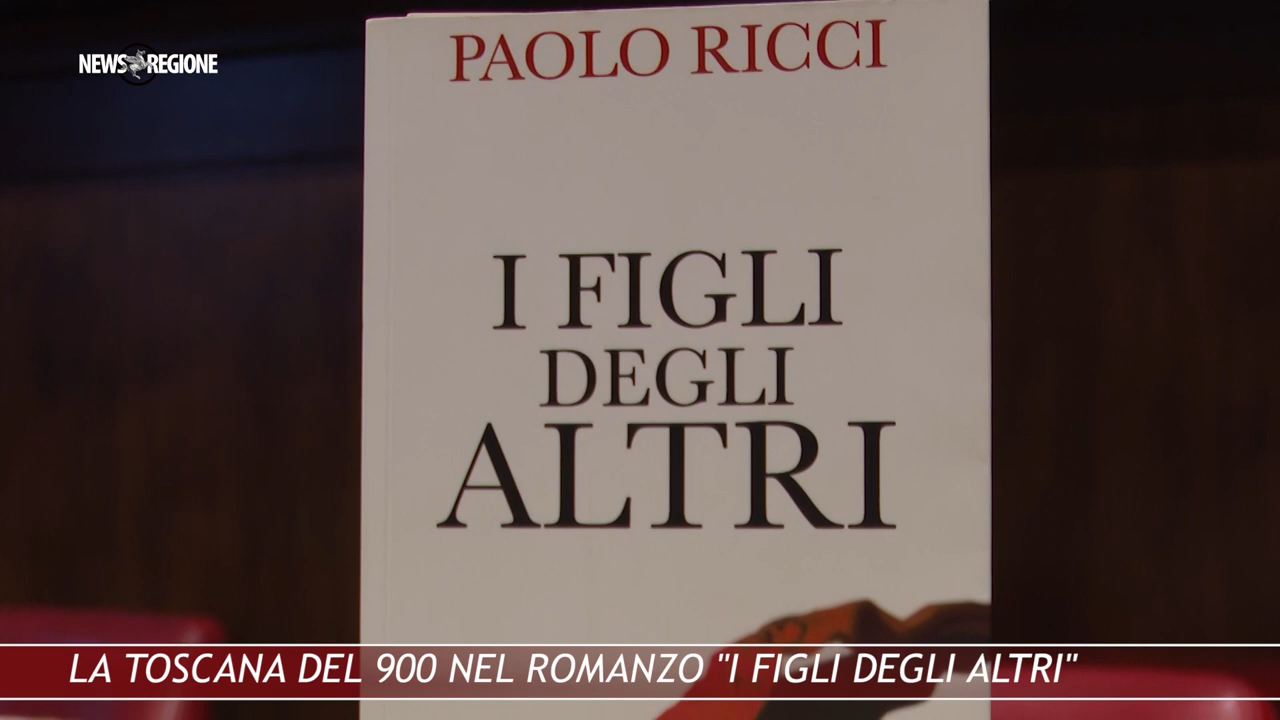 NEWS REGIONE
PAOLO RICCI
I FIGLI
DEGLI
ALTRI
LA TOSCANA DEL 900 NEL ROMANZO "I FIGLI DEGLI ALTRI"